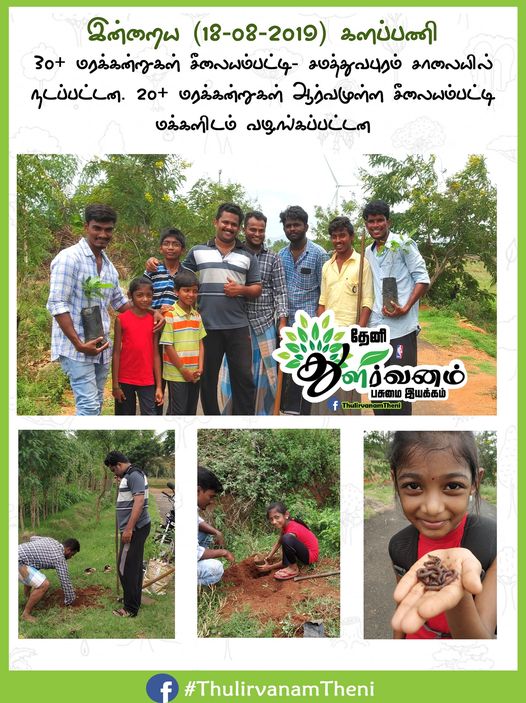 இன்றைய (18-08-2019) களப்பணி
30+ மரக்கன்றுகள் சீலையம்பட்டி- சமத்துவபுரம் சாலையில்
நடப்பட்டன. 20+ மரக்கன்றுகள் ஆர்வமுள்ள சீலையம்பட்டி
மக்களிடம் வழங்கப்பட்டன
தேனி
துளிர்வனம்
பசுமை இயக்கம்
f ThulirvanamTheni
f #ThulirvanamTheni